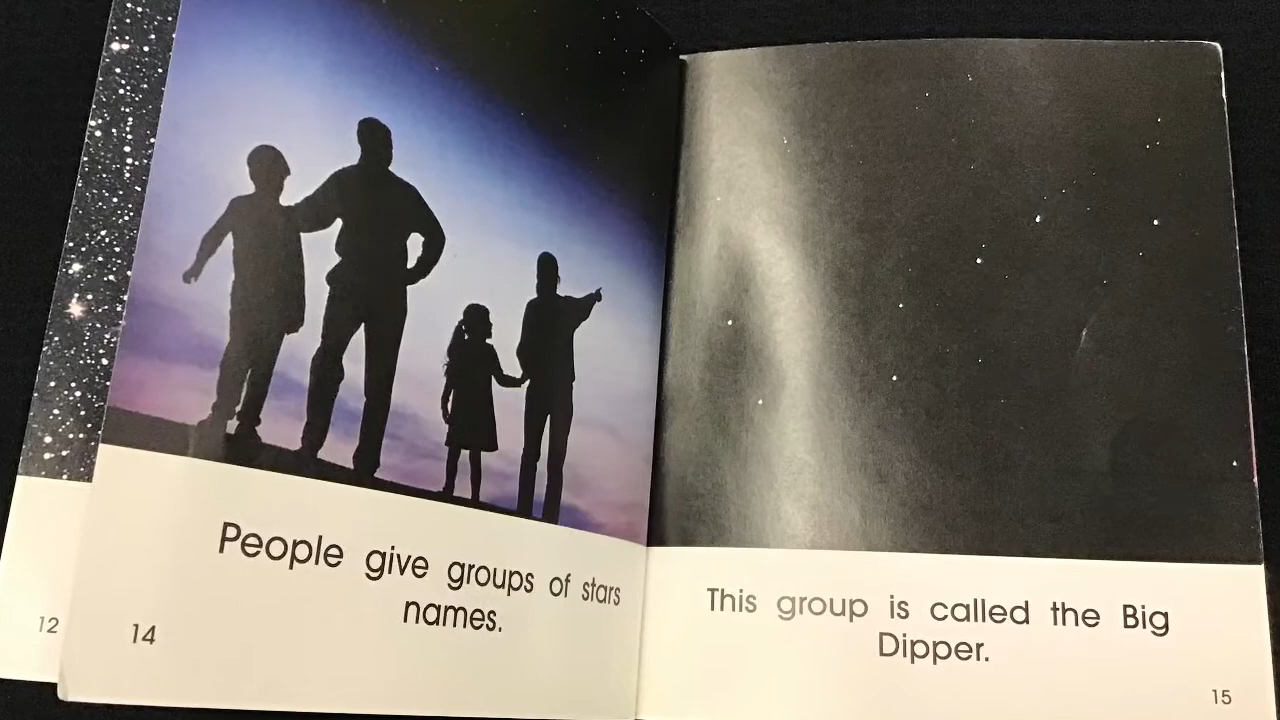 People give groups of stars
names.
12
14
This group is called the Big
Dipper.
15